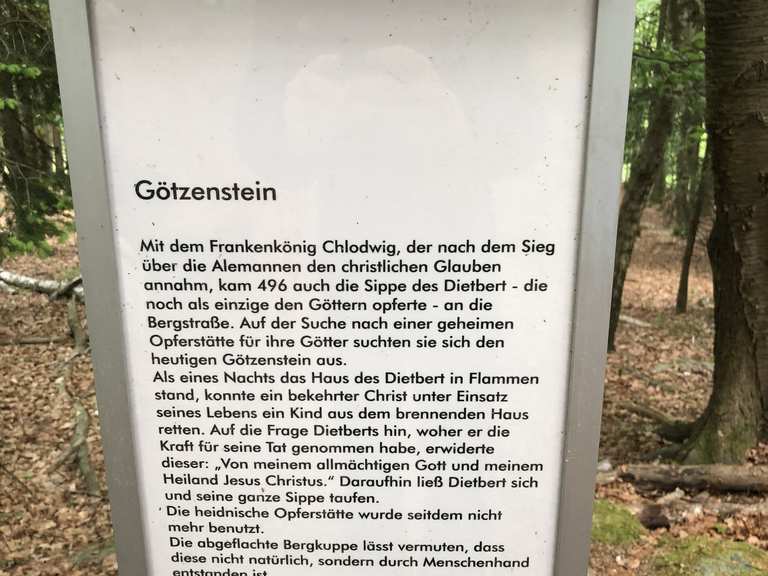 Götzenstein
Mit dem Frankenkönig Chlodwig, der nach dem Sieg
über die Alemannen den christlichen Glauben
annahm, kam 496 auch die Sippe des Dietbert - die
noch als einzige den Göttern opferte - an die
Bergstraße. Auf der Suche nach einer geheimen
Opferstätte für ihre Götter suchten sie sich den
heutigen Götzenstein aus.
Als eines Nachts das Haus des Dietbert in Flammen
stand, konnte ein bekehrter Christ unter Einsatz
seines Lebens ein Kind aus dem brennenden Haus
retten. Auf die Frage Dietberts hin, woher er die
Kraft für seine Tat genommen habe, erwiderte
dieser: „Von meinem allmächtigen Gott und meinem
Heiland Jesus Christus.“ Daraufhin ließ Dietbert sich
und seine ganze Sippe taufen.
Die heidnische Opferstätte wurde seitdem nicht
mehr benutzt.
Die abgeflachte Bergkuppe lässt vermuten, dass
diese nicht natürlich, sondern durch Menschenhand
entstanden ist